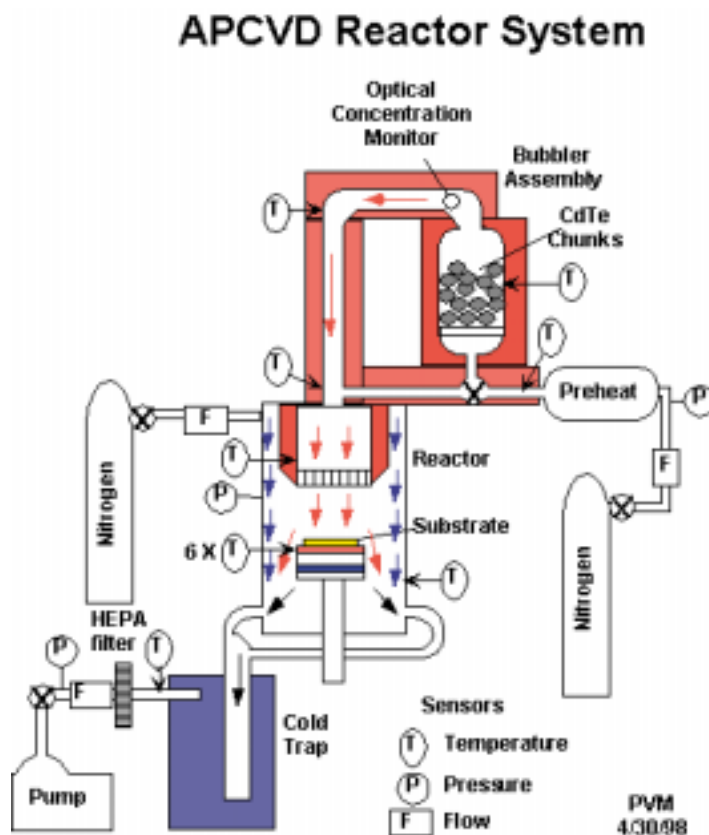 APCVD Reactor System
Optical
Concentration
Monitor
Bubbler
Assembly
CdTe
Chunks
T
T
T
T
Preheat
P
F
T
Reactor
F
P
Nitrogen
Substrate
6 X T
T
Nitrogen
HEPA
filter
P
T
F
Cold
Trap
Pump
Sensors
T Temperature
P Pressure
F Flow
PVM
4/30/98